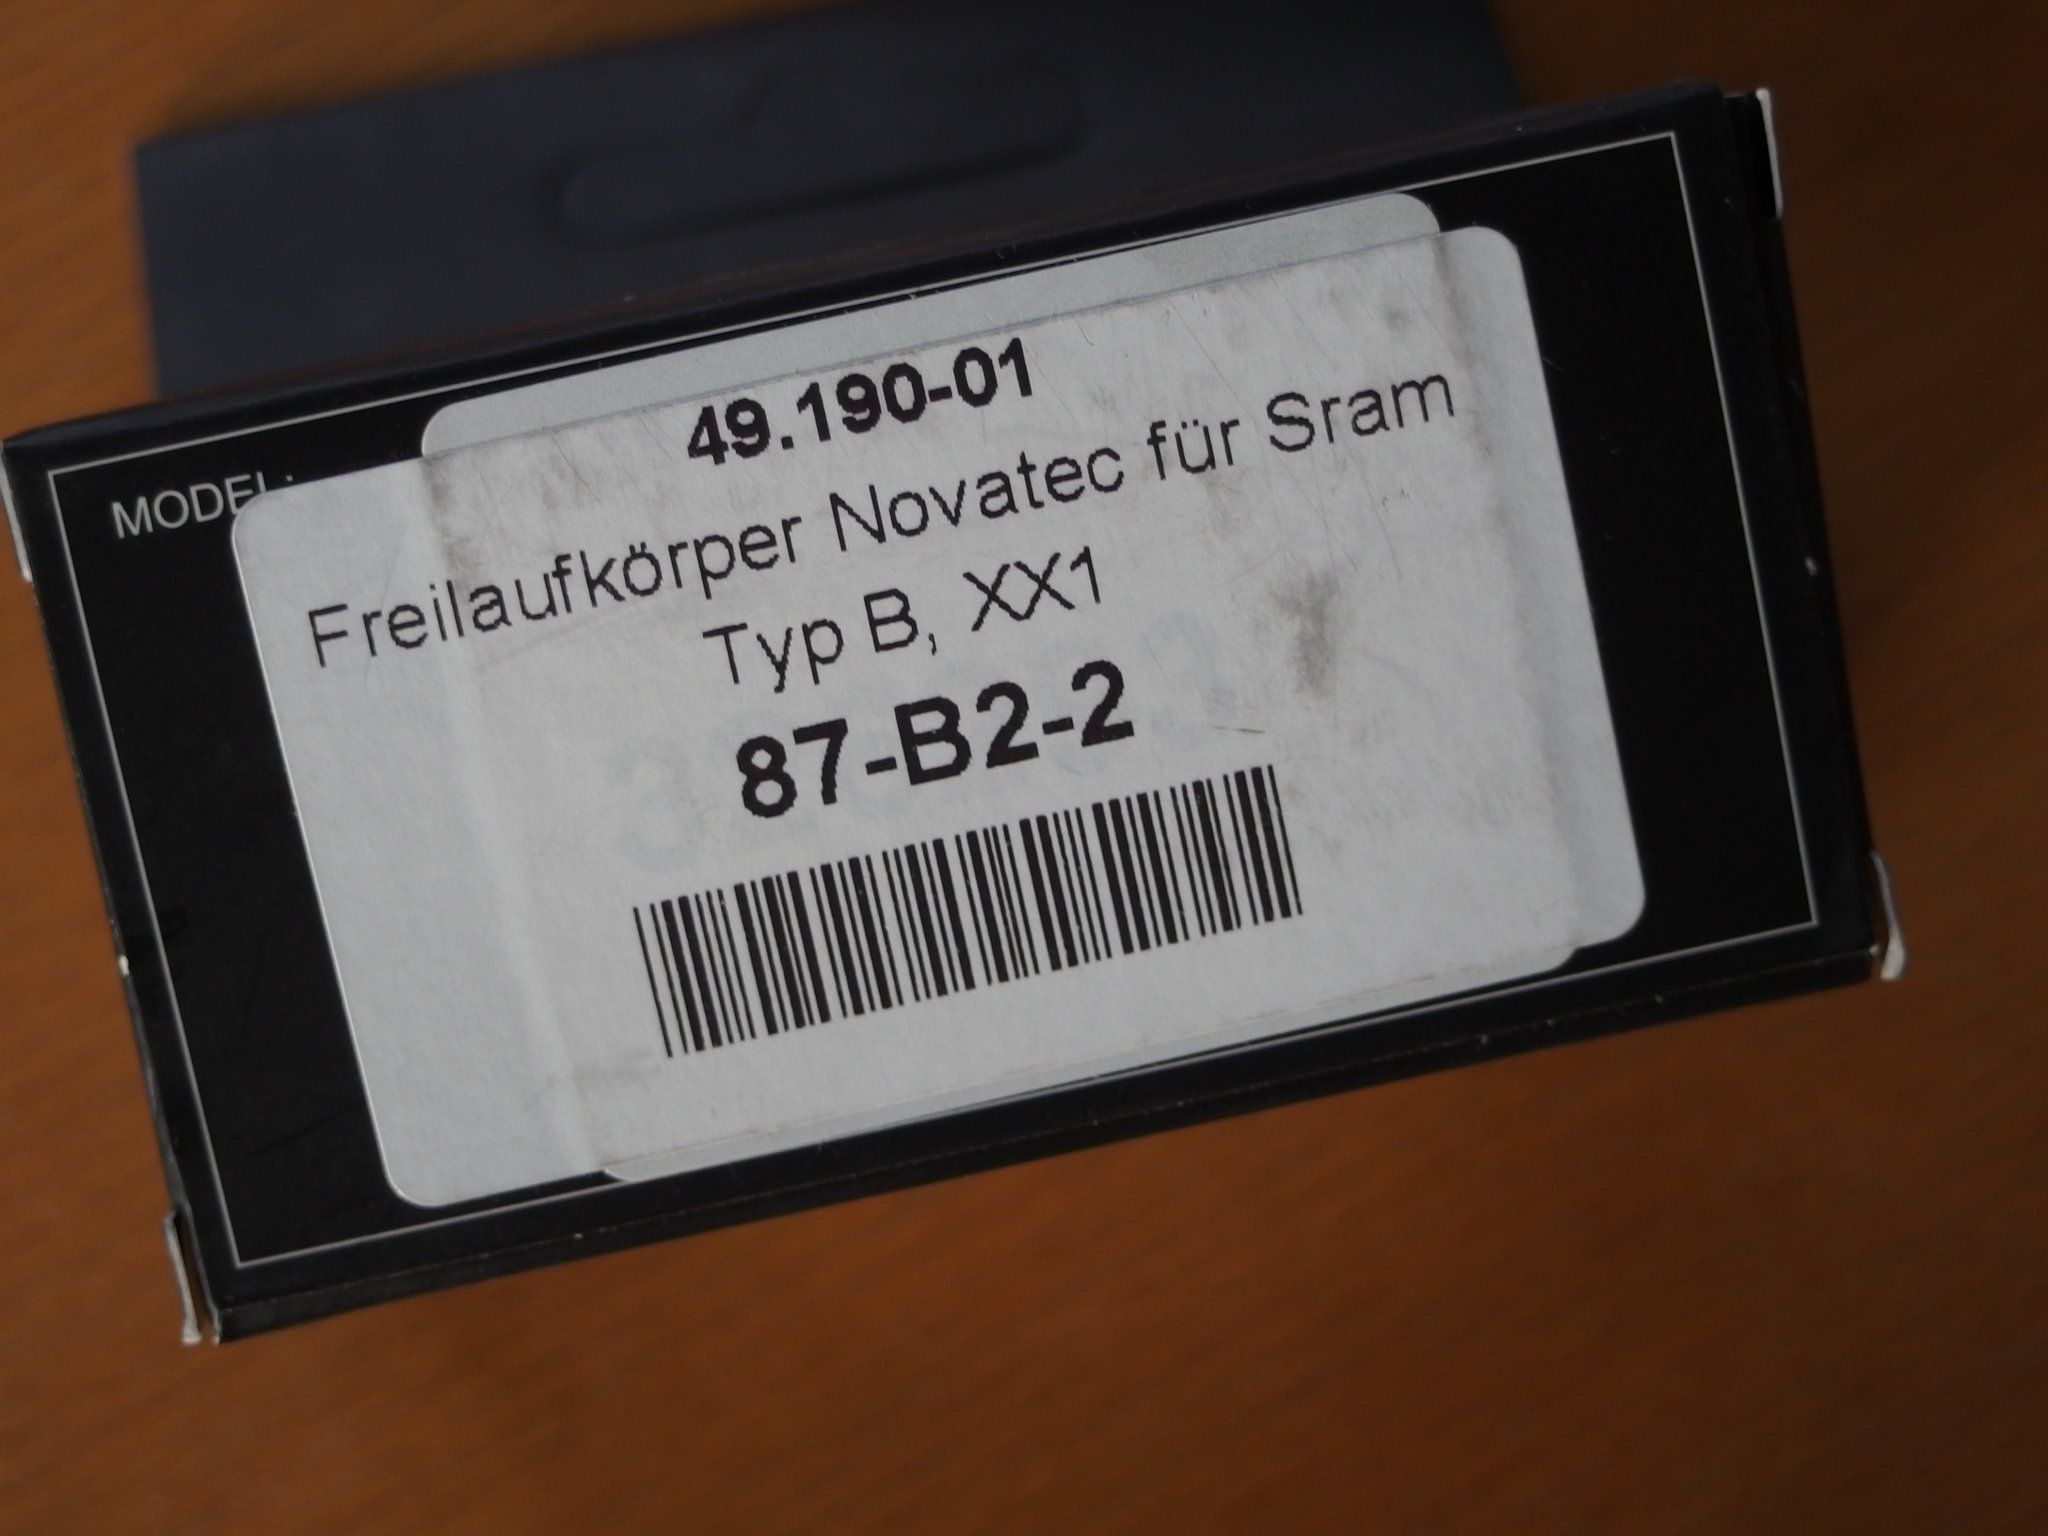 MODEL:
49.190-01
Freilaufkörper Novatec für Sram
Typ B, XX1
87-B2-2